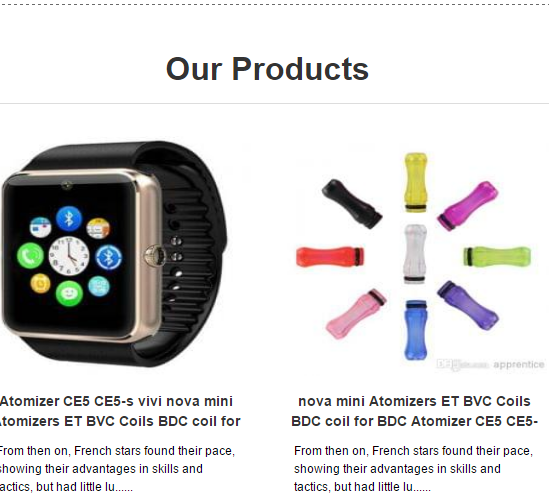 Our Products
apprentice
Atomizer CE5 CE5-s vivi nova mini
Atomizers ET BVC Coils BDC coil for
nova mini Atomizers ET BVC Coils
BDC coil for BDC Atomizer CE5 CE5-
From then on, French stars found their pace,
showing their advantages in skills and
tactics, but had little lu......
From then on, French stars found their pace,
showing their advantages in skills and
tactics, but had little lu......